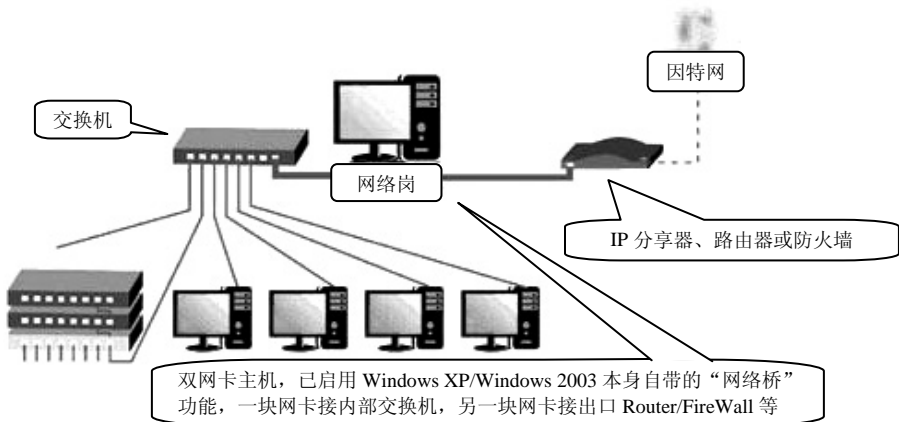 因特网
交换机
网络岗
IP 分享器、路由器或防火墙
双网卡主机，已启用 Windows XP/Windows 2003 本身自带的“网络桥”
功能，一块网卡接内部交换机，另一块网卡接出口 Router/FireWall 等